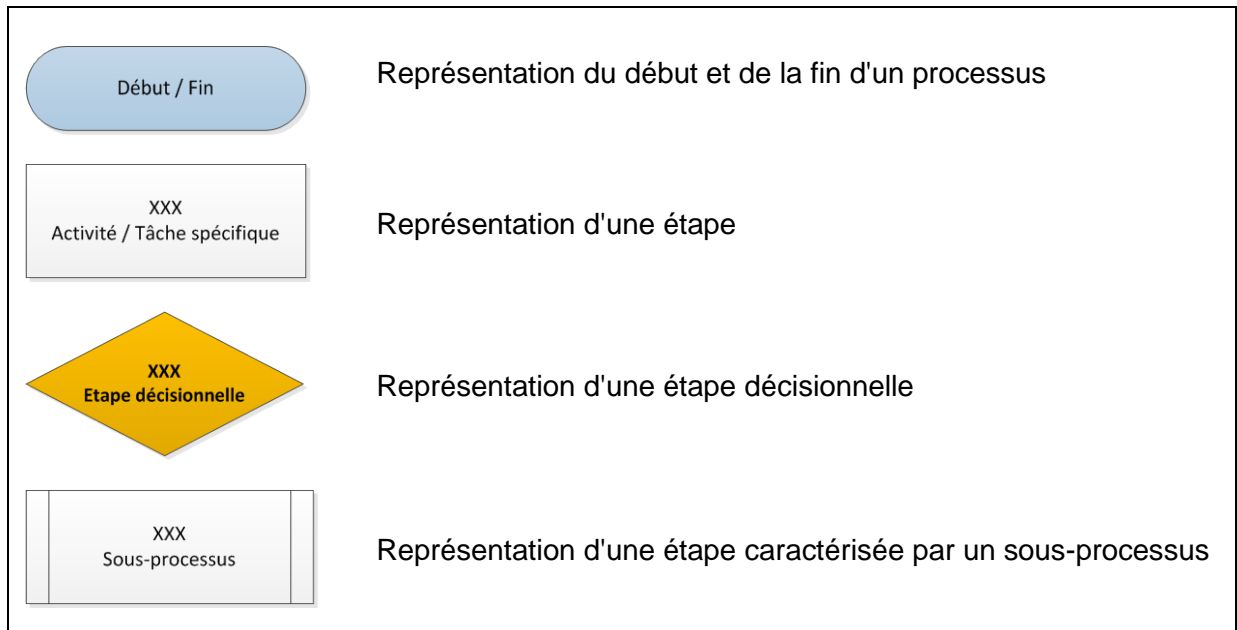 Début / Fin
Représentation du début et de la fin d'un processus
XXX
Activité / Tâche spécifique
Représentation d'une étape
XXX
Etape décisionnelle
Représentation d'une étape décisionnelle
XXX
Sous-processus
Représentation d'une étape caractérisée par un sous-processus